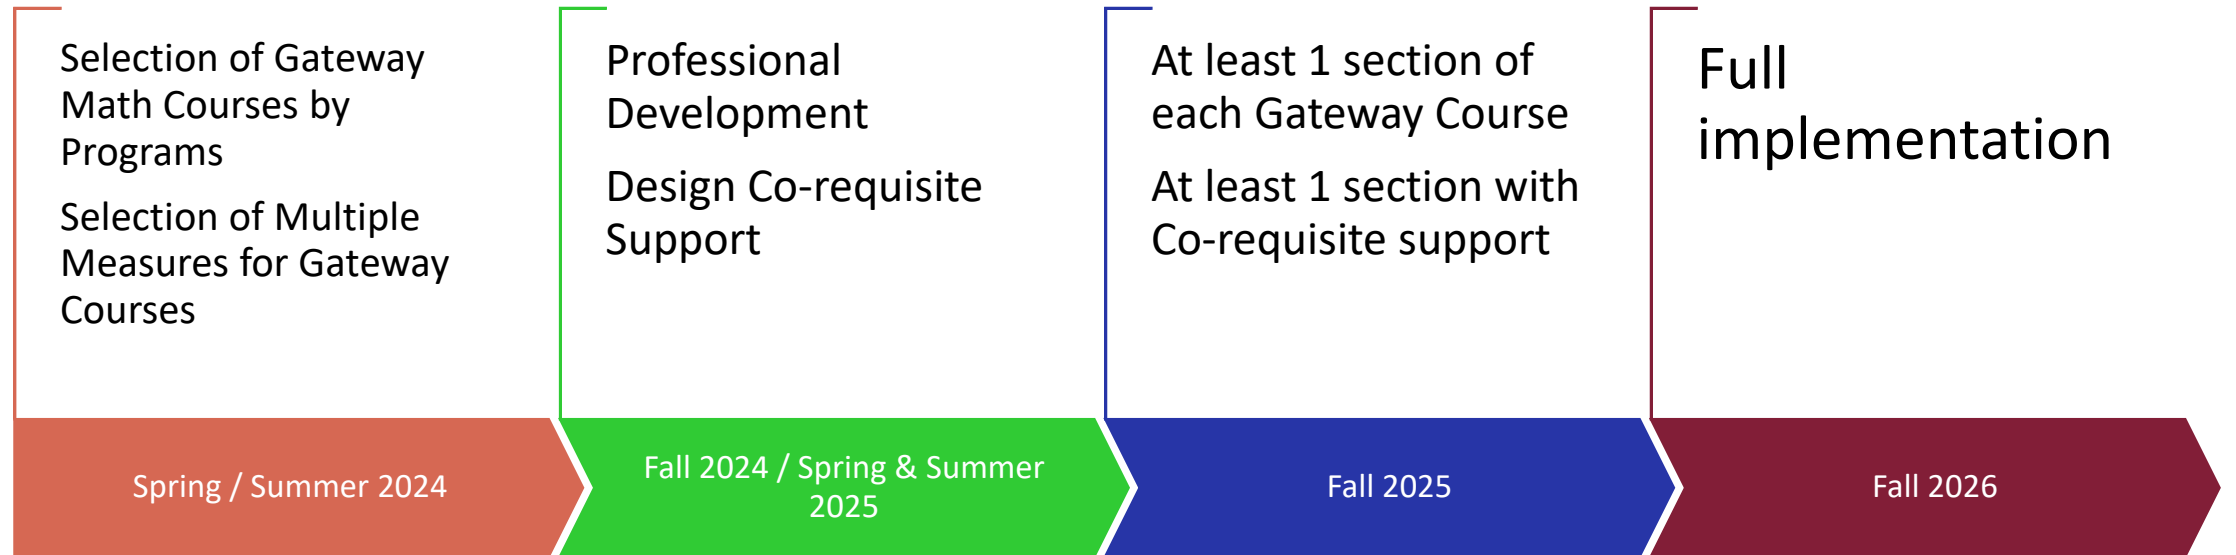 Selection of Gateway
Math Courses by
Programs
Selection of Multiple
Measures for Gateway
Courses
Spring / Summer 2024
Professional
Development
Design Co-requisite
Support
Fall 2024 / Spring & Summer
2025
At least 1 section of
each Gateway Course
At least 1 section with
Co-requisite support
Fall 2025
Full
implementation
Fall 2026